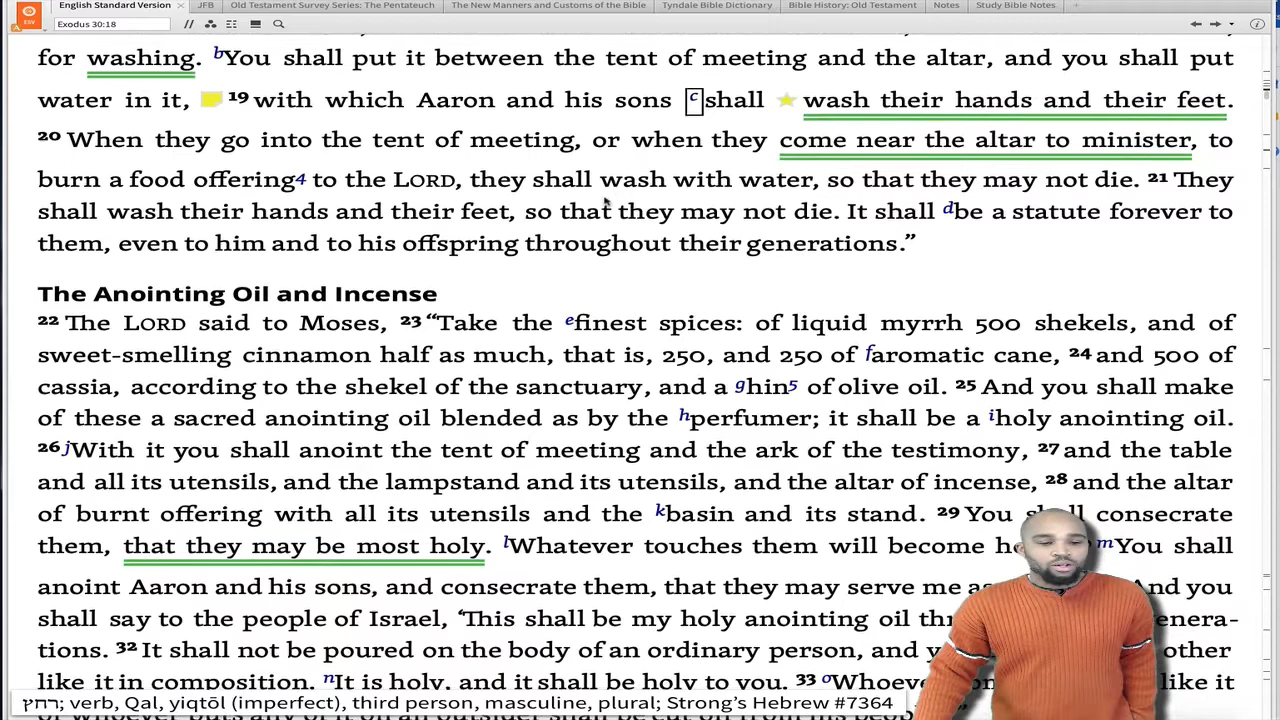 English Standard Version
JFB
Old Testament Survey Series: The Pentateuch
The New Manners and Customs of the Bible
Tyndale Bible Dictionary
Bible History: Old Testament
Notes
Study Bible Notes
ESV
Exodus 30:18
for washing. bYou shall put it between the tent of meeting and the altar, and you shall put
water in it, 19 with which Aaron and his sons c shall wash their hands and their feet.
20 When they go into the tent of meeting, or when they come near the altar to minister, to
burn a food offering4 to the LORD, they shall wash with water, so that they may not die. 21 They
shall wash their hands and their feet, so that they may not die. It shall dbe a statute forever to
them, even to him and to his offspring throughout their generations.”
The Anointing Oil and Incense
22 The LORD said to Moses, 23 “Take the efinest spices: of liquid myrrh 500 shekels, and of
sweet-smelling cinnamon half as much, that is, 250, and 250 of faromatic cane, 24 and 500 of
cassia, according to the shekel of the sanctuary, and a ghin5 of olive oil. 25 And you shall make
of these a sacred anointing oil blended as by the hperfumer; it shall be a iholy anointing oil.
26 jWith it you shall anoint the tent of meeting and the ark of the testimony, 27 and the table
and all its utensils, and the lampstand and its utensils, and the altar of incense, 28 and the altar
of burnt offering with all its utensils and the kbasin and its stand. 29 You consecrate
them, that they may be most holy. lWhatever touches them will become mYou shall
anoint Aaron and his sons, and consecrate them, that they may serve me as And you
shall say to the people of Israel, ‘This shall be my holy anointing oil
tions. 32 It shall not be poured on the body of an ordinary person, and other
like it in composition. nIt is holy, and it shall be holy to you. 33 like it
רחץ; verb, Qal, yiqtōl (imperfect), third person, masculine, plural; Strong’s Hebrew #7364